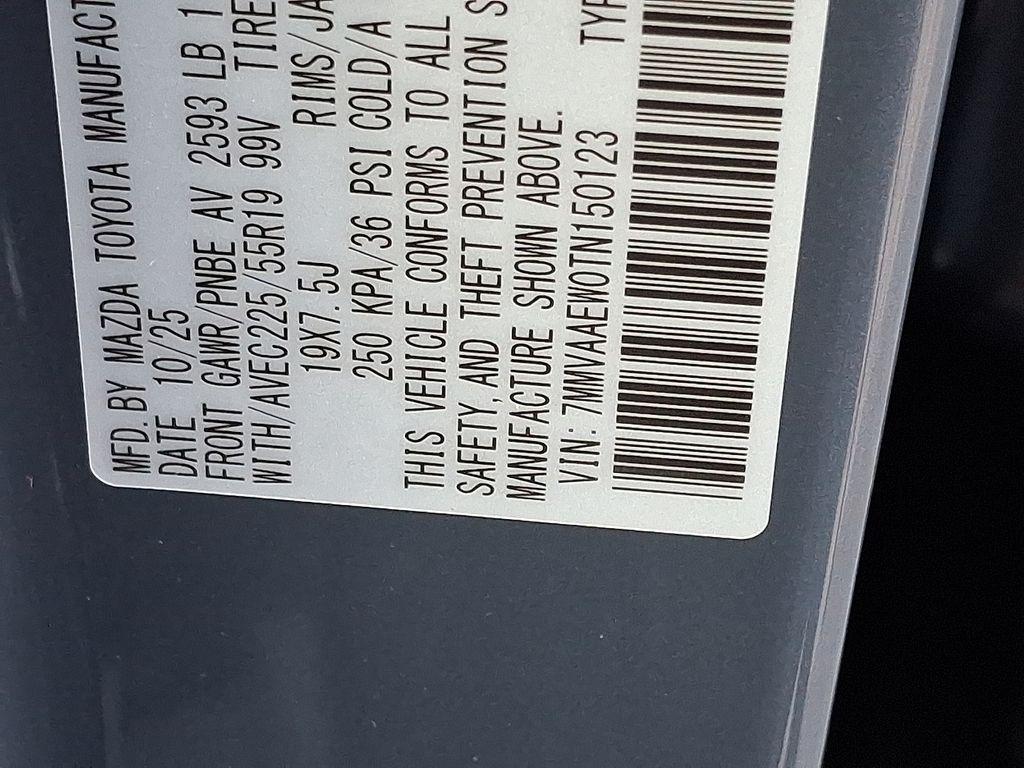 MFD. BY MAZDA TOYOTA MANUFACT
DATE 10/25
FRONT GAWR/PNBE AV 2593 LB 1
WITH/AVEC225/55R19 99V TIRE
19X7.5J RIMS/JA
250 KPA/36 PSI COLD/A
THIS VEHICLE CONFORMS TO ALL
SAFETY, AND THEFT PREVENTION S
MANUFACTURE SHOWN ABOVE.
VIN: 7MMVAAEW0TN150123 TYP